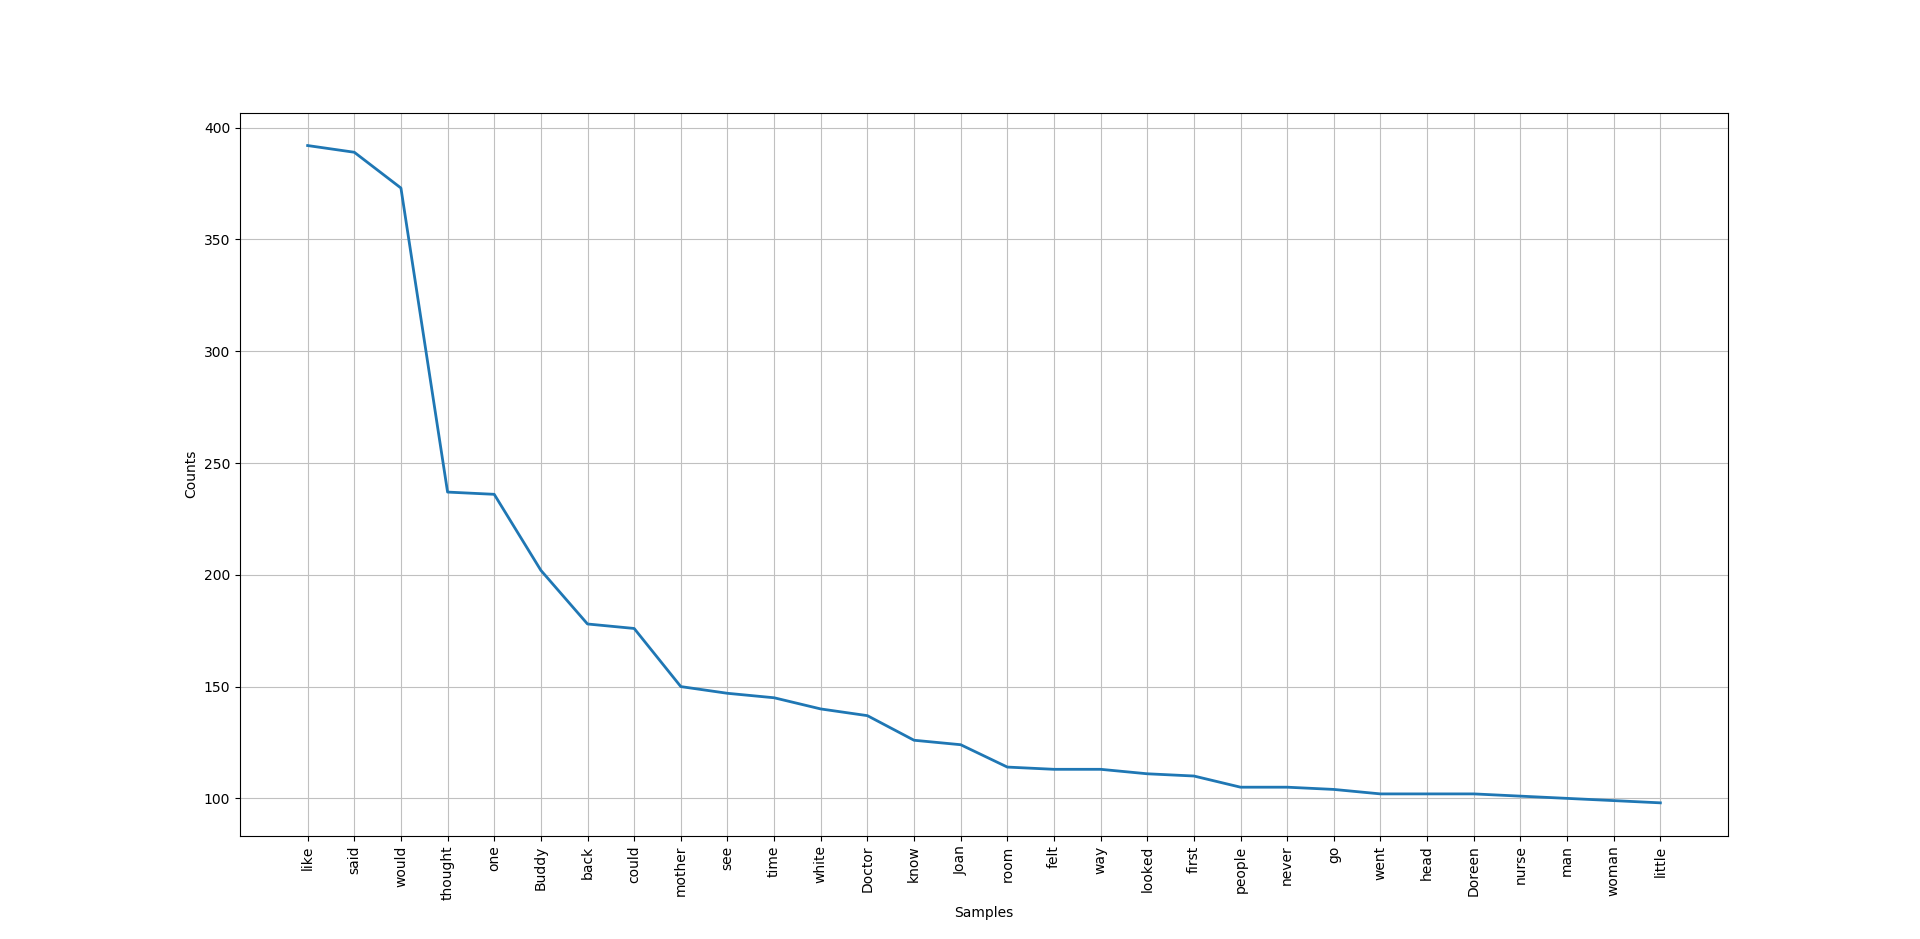 400
350
300
250
200
150
100
Counts
like
said
would
thought
one
Buddy
back
could
mother
see
time
white
Doctor
know
Joan
room
felt
way
looked
first
people
never
go
went
head
Doreen
nurse
man
woman
little
Samples